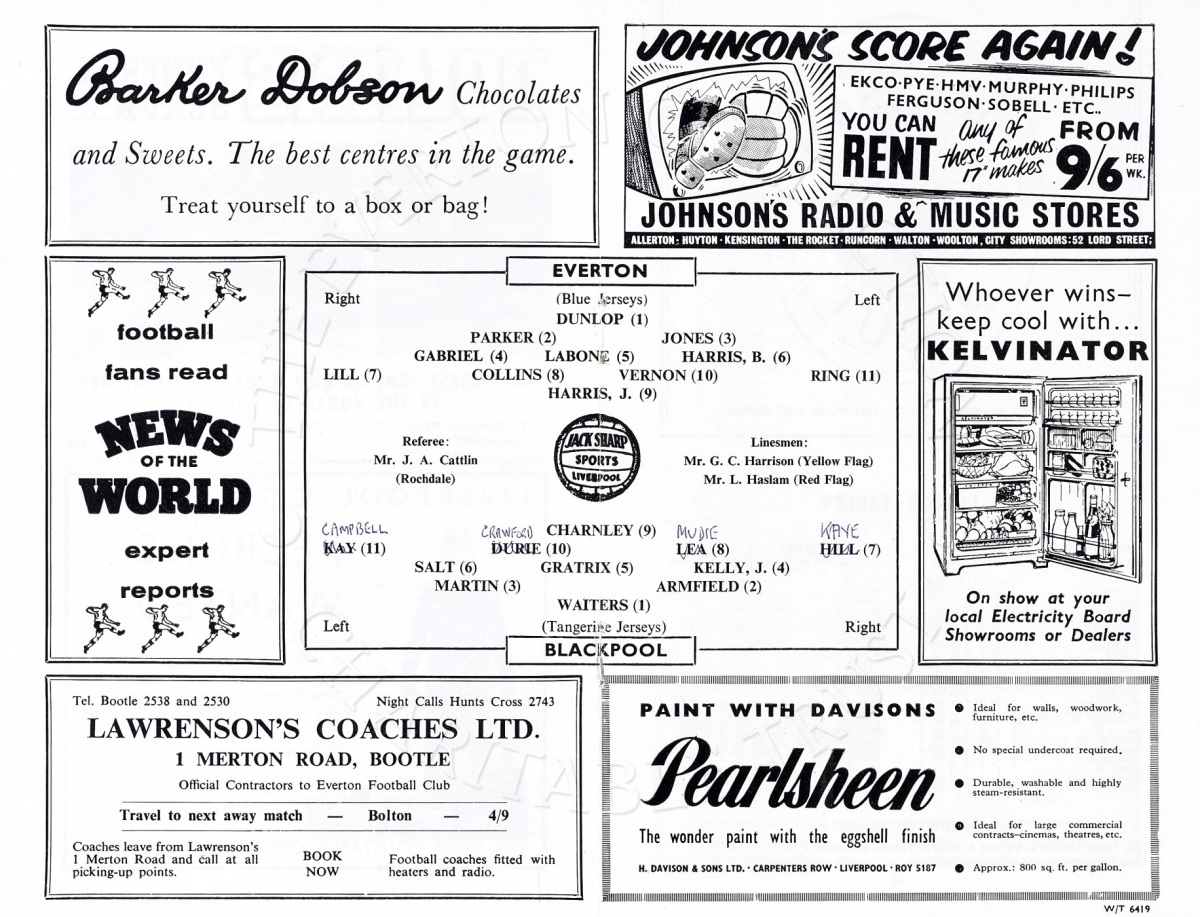 Barker Dobson Chocolates
and Sweets. The best centres in the game.
Treat yourself to a box or bag!
JOHNSON'S SCORE AGAIN!
EKCO·PYE·HMV·MURPHY·PHILIPS
FERGUSON·SOBELL·ETC.,
YOU CAN RENT
any of these famous 17" makes
FROM 9/6 PER WK.
JOHNSON'S RADIO & MUSIC STORES
ALLERTON·HUYTON·KENSINGTON·THE ROCKET·RUNCORN·WALTON·WOOLTON, CITY SHOWROOMS: 52 LORD STREET;
football
fans read
NEWS
OF THE
WORLD
expert
reports
EVERTON
Right (Blue Jerseys) Left
DUNLOP (1)
PARKER (2) JONES (3)
GABRIEL (4) LABONE (5) HARRIS, B. (6)
LILL (7) COLLINS (8) VERNON (10) RING (11)
HARRIS, J. (9)
Referee:
Mr. J. A. Cattlin
(Rochdale)
JACK SHARP
SPORTS
LIVERPOOL
Linesmen:
Mr. G. C. Harrison (Yellow Flag)
Mr. L. Haslam (Red Flag)
CAMPBELL CRAWFORD CHARNLEY (9) MUDIE KAYE
KAY (11) DURIE (10) LEA (8) HILL (7)
SALT (6) GRATRIX (5) KELLY, J. (4)
MARTIN (3) ARMFIELD (2)
WAITERS (1)
Left (Tangerine Jerseys) Right
BLACKPOOL
Whoever wins–
keep cool with...
KELVINATOR
On show at your
local Electricity Board
Showrooms or Dealers
Tel. Bootle 2538 and 2530 Night Calls Hunts Cross 2743
LAWRENSON'S COACHES LTD.
1 MERTON ROAD, BOOTLE
Official Contractors to Everton Football Club
Travel to next away match — Bolton — 4/9
Coaches leave from Lawrenson's
1 Merton Road and call at all
picking-up points.
BOOK
NOW
Football coaches fitted with
heaters and radio.
PAINT WITH DAVISONS
Pearlsheen
The wonder paint with the eggshell finish
H. DAVISON & SONS LTD. · CARPENTERS ROW · LIVERPOOL · ROY 5187
Ideal for walls, woodwork,
furniture, etc.
No special undercoat required.
Durable, washable and highly
steam-resistant.
Ideal for large commercial
contracts–cinemas, theatres, etc.
Approx.: 800 sq. ft. per gallon.
W/T 6419